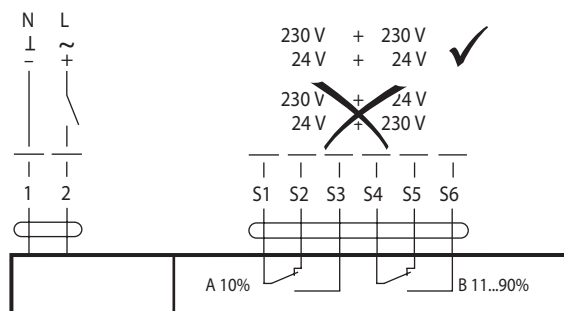 N L
⊥ ~
– +
230 V + 230 V
24 V + 24 V
230 V + 24 V
24 V + 230 V
1 2 S1 S2 S3 S4 S5 S6
A 10% B 11...90%